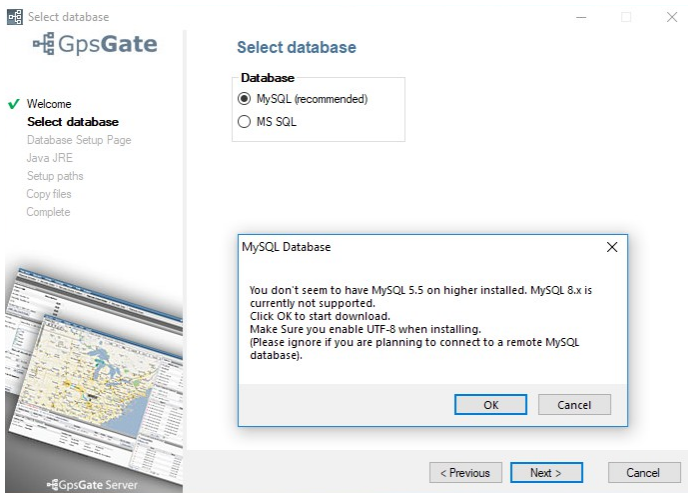 Select database
GpsGate
Select database
Database
MySQL (recommended)
MS SQL
Welcome
Select database
Database Setup Page
Java JRE
Setup paths
Copy files
Complete
MySQL Database
You don't seem to have MySQL 5.5 on higher installed. MySQL 8.x is
currently not supported.
Click OK to start download.
Make Sure you enable UTF-8 when installing.
(Please ignore if you are planning to connect to a remote MySQL
database).
OK
Cancel
GpsGate Server
< Previous
Next >
Cancel